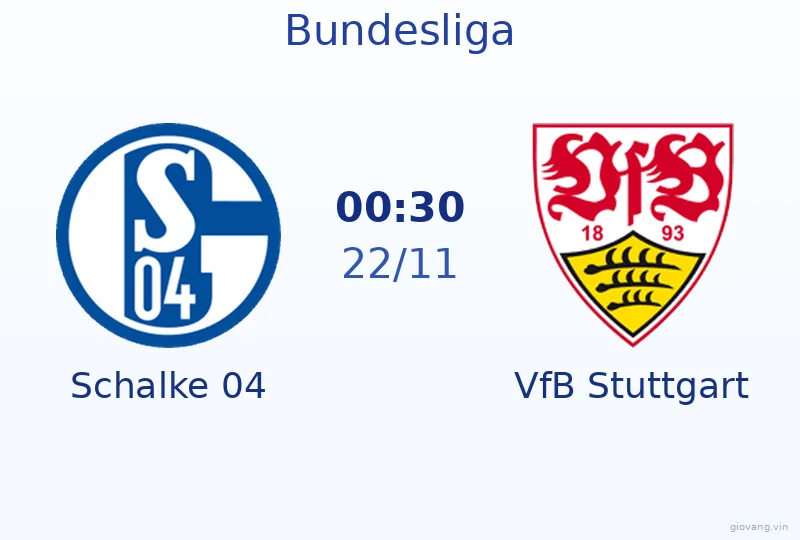 Bundesliga
S
04
VfB
18 93
00:30
22/11
Schalke 04
VfB Stuttgart
giovang.vin